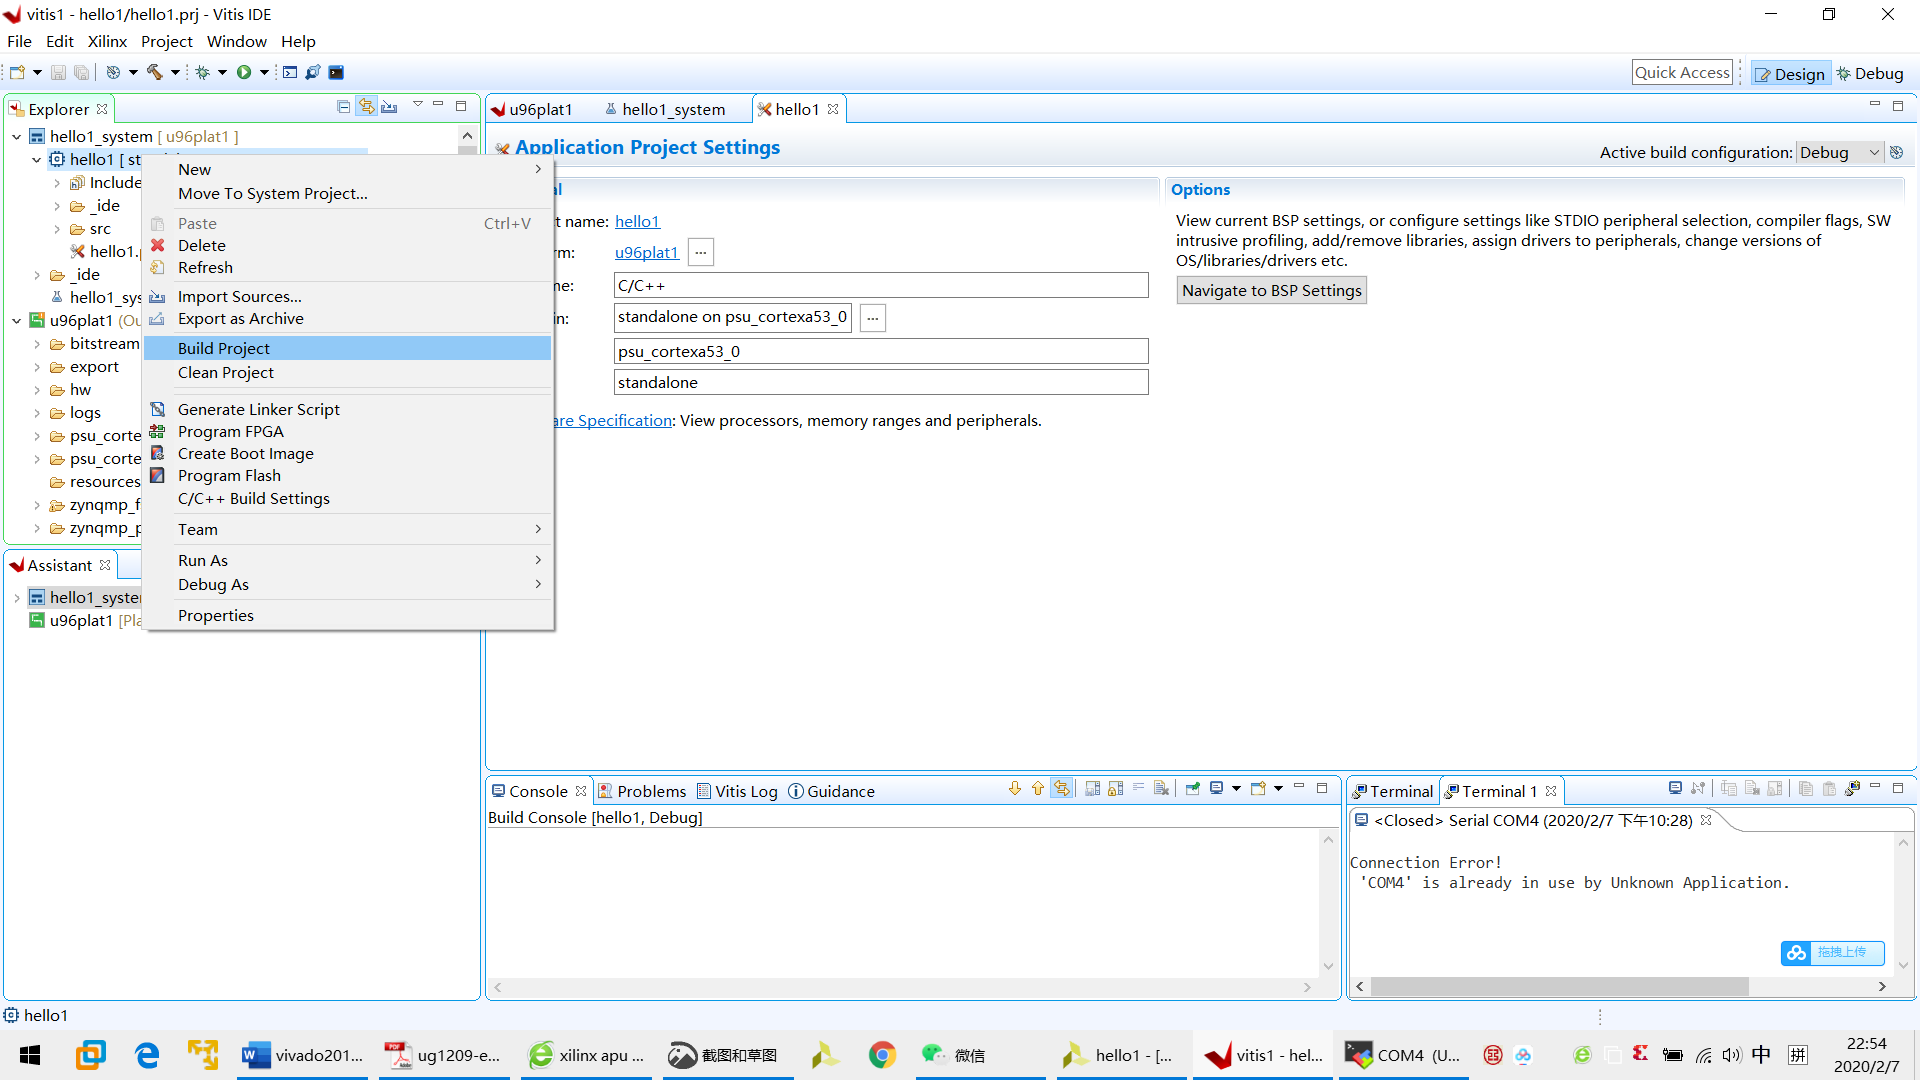 vitis1 - hello1/hello1.prj - Vitis IDE
File Edit Xilinx Project Window Help
Quick Access
Design
Debug
Explorer
hello1_system [ u96plat1 ]
hello1 [ st
Include
_ide
src
hello1.
_ide
hello1_sys
u96plat1 (Ou
bitstream
export
hw
logs
psu_corte
psu_corte
resources
zynqmp_f
zynqmp_p
New
Move To System Project...
Paste Ctrl+V
Delete
Refresh
Import Sources...
Export as Archive
Build Project
Clean Project
Generate Linker Script
Program FPGA
Create Boot Image
Program Flash
C/C++ Build Settings
Team
Run As
Debug As
Properties
Assistant
hello1_syste
u96plat1 [Pla
u96plat1 hello1_system hello1
Application Project Settings
Active build configuration: Debug
al
t name: hello1
rm: u96plat1 ...
me: C/C++
in: standalone on psu_cortexa53_0 ...
psu_cortexa53_0
standalone
are Specification: View processors, memory ranges and peripherals.
Options
View current BSP settings, or configure settings like STDIO peripheral selection, compiler flags, SW
intrusive profiling, add/remove libraries, assign drivers to peripherals, change versions of
OS/libraries/drivers etc.
Navigate to BSP Settings
Console Problems Vitis Log Guidance
Build Console [hello1, Debug]
Terminal Terminal 1
<Closed> Serial COM4 (2020/2/7 下午10:28)
Connection Error!
'COM4' is already in use by Unknown Application.
拖拽上传
hello1
vivado201...
ug1209-e...
xilinx apu ...
截图和草图
微信
hello1 - [...
vitis1 - hel...
COM4 (U...
中
拼
22:54
2020/2/7